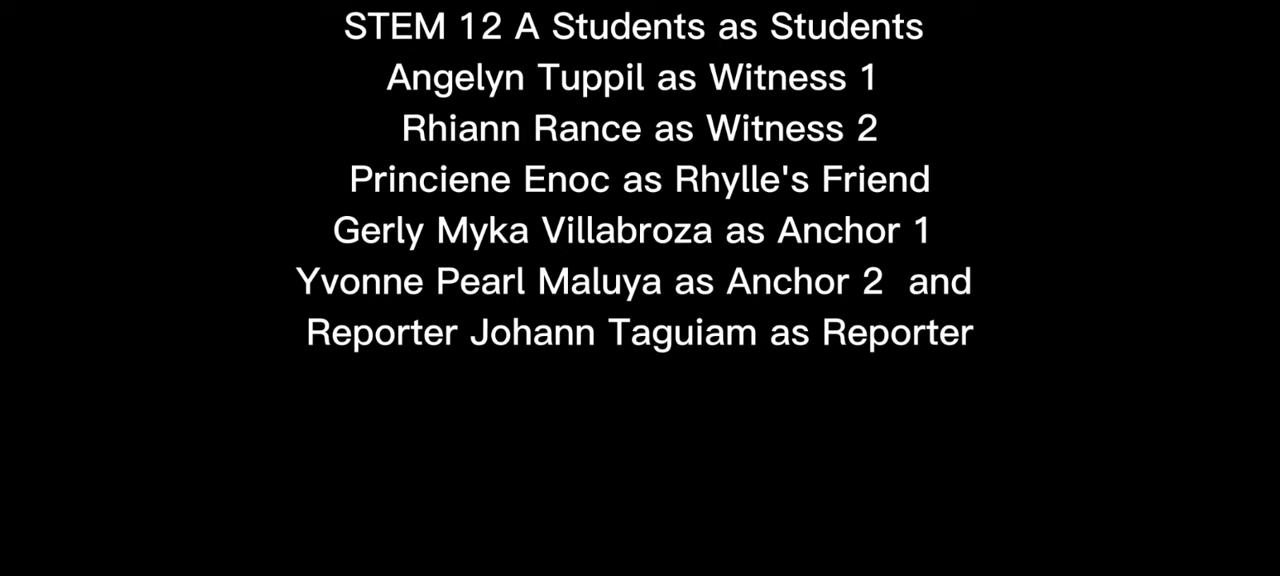 STEM 12 A Students as Students
Angelyn Tuppil as Witness 1
Rhiann Rance as Witness 2
Princiene Enoc as Rhylle's Friend
Gerly Myka Villabroza as Anchor 1
Yvonne Pearl Maluya as Anchor 2 and
Reporter Johann Taguiam as Reporter